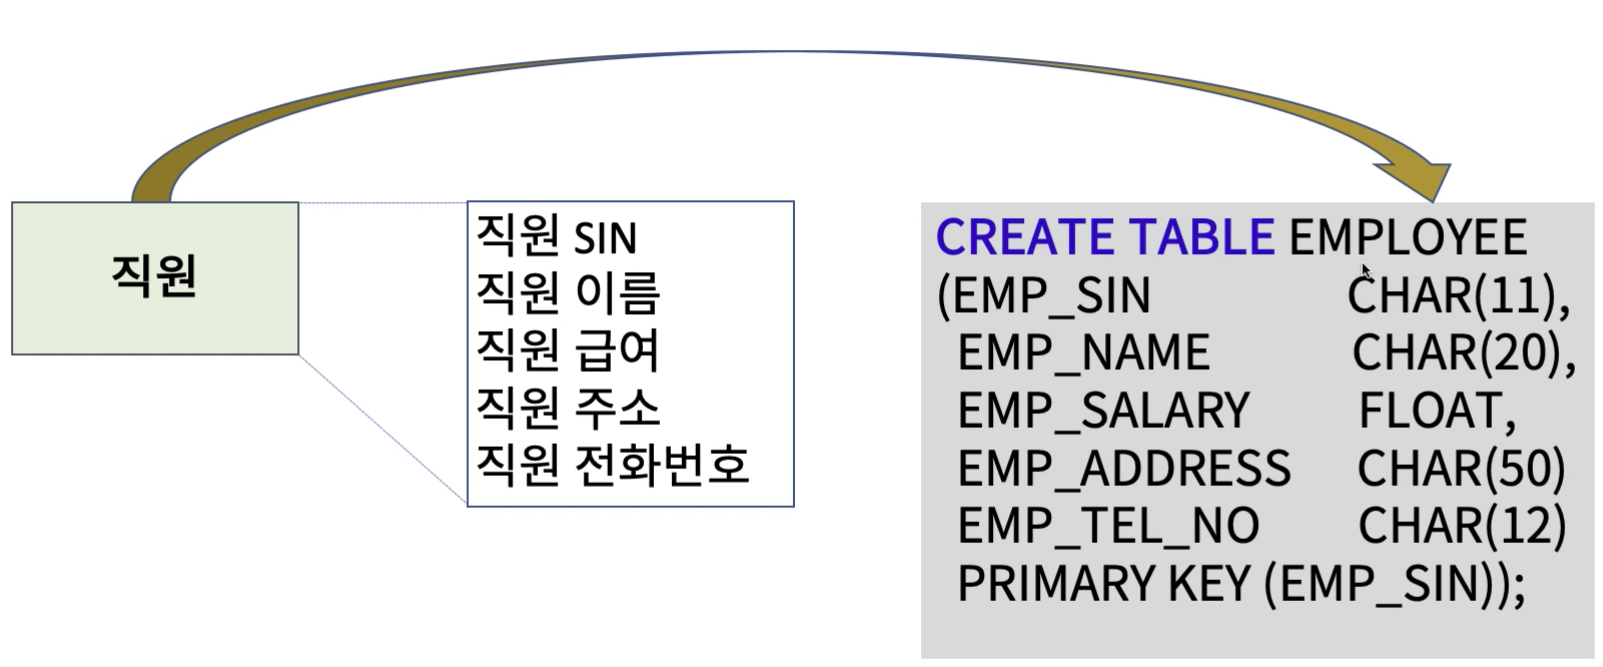 직원
직원 SIN
직원 이름
직원 급여
직원 주소
직원 전화번호
CREATE TABLE EMPLOYEE
(EMP_SIN CHAR(11),
EMP_NAME CHAR(20),
EMP_SALARY FLOAT,
EMP_ADDRESS CHAR(50)
EMP_TEL_NO CHAR(12)
PRIMARY KEY (EMP_SIN));